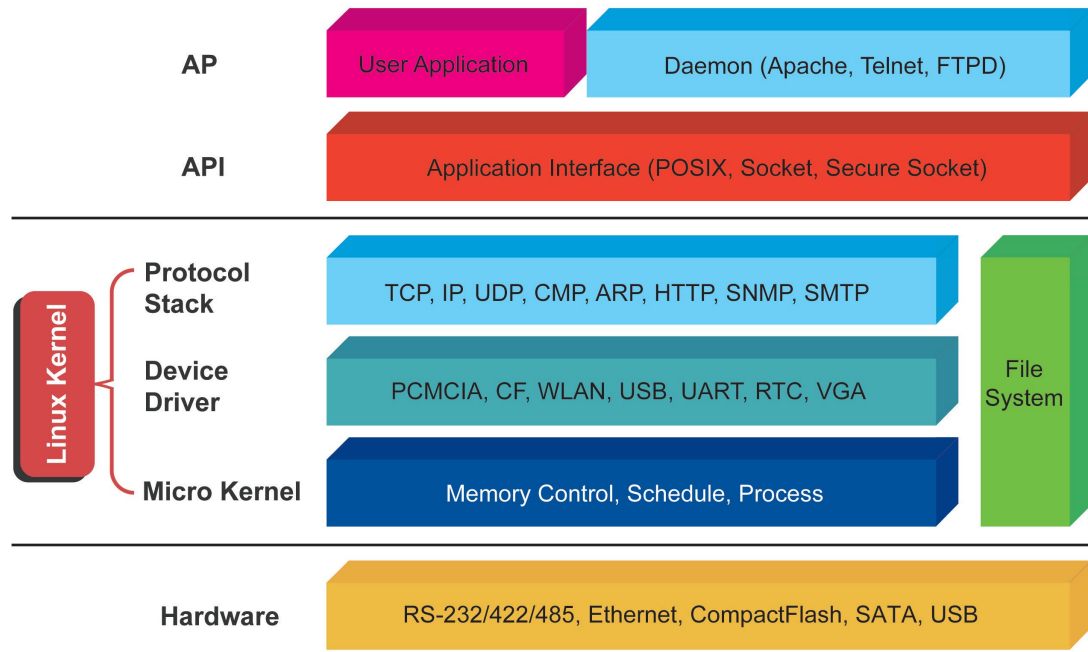 AP
User Application
Daemon (Apache, Telnet, FTPD)
API
Application Interface (POSIX, Socket, Secure Socket)
Linux Kernel
Protocol
Stack
TCP, IP, UDP, CMP, ARP, HTTP, SNMP, SMTP
Device
Driver
PCMCIA, CF, WLAN, USB, UART, RTC, VGA
Micro Kernel
Memory Control, Schedule, Process
File
System
Hardware
RS-232/422/485, Ethernet, CompactFlash, SATA, USB